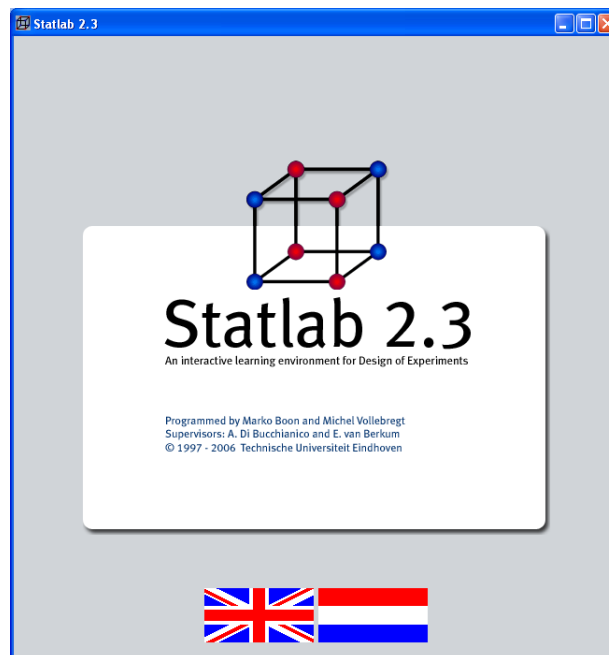 Statlab 2.3
Statlab 2.3
An interactive learning environment for Design of Experiments
Programmed by Marko Boon and Michel Vollebregt
Supervisors: A. Di Bucchianico and E. van Berkum
© 1997 - 2006 Technische Universiteit Eindhoven